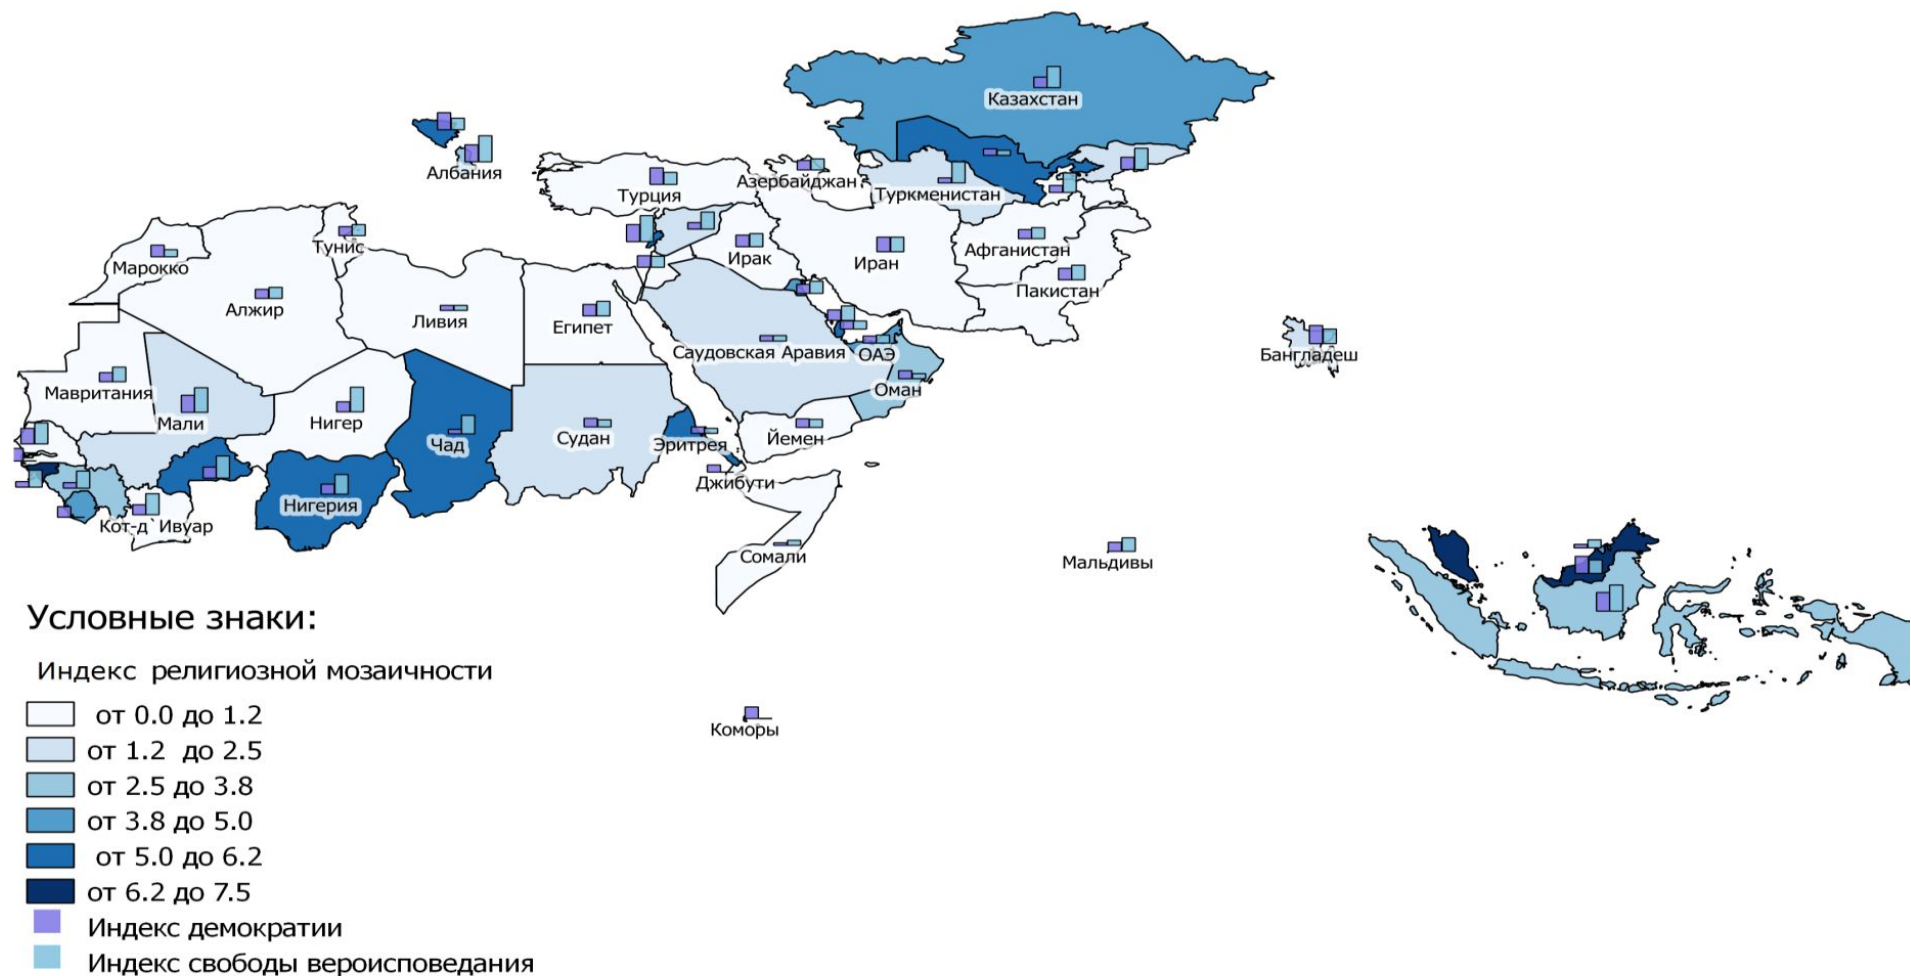 Казахстан
Албания
Турция
Азербайджан
Туркменистан
Тунис
Марокко
Ирак
Иран
Афганистан
Пакистан
Алжир
Ливия
Египет
Саудовская Аравия
ОАЭ
Бангладеш
Мавритания
Оман
Мали
Нигер
Чад
Судан
Эритрея
Йемен
Джибути
Нигерия
Кот-д`Ивуар
Сомали
Мальдивы
Коморы
Условные знаки:
Индекс религиозной мозаичности
от 0.0 до 1.2
от 1.2 до 2.5
от 2.5 до 3.8
от 3.8 до 5.0
от 5.0 до 6.2
от 6.2 до 7.5
Индекс демократии
Индекс свободы вероисповедания